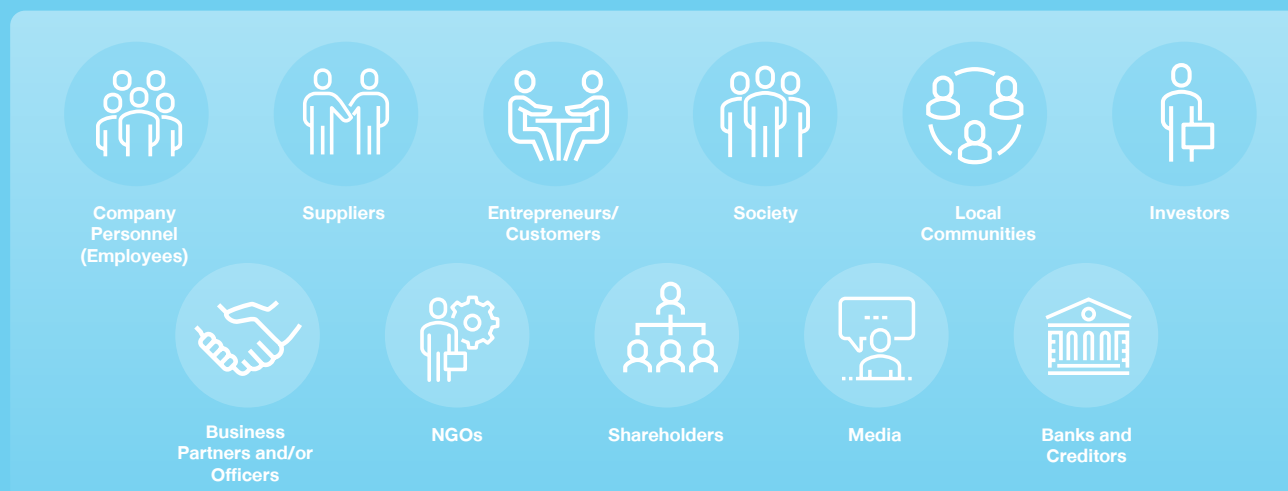 Company
Personnel
(Employees)
Suppliers
Entrepreneurs/
Customers
Society
Local
Communities
Investors
Business
Partners and/or
Officers
NGOs
Shareholders
Media
Banks and
Creditors